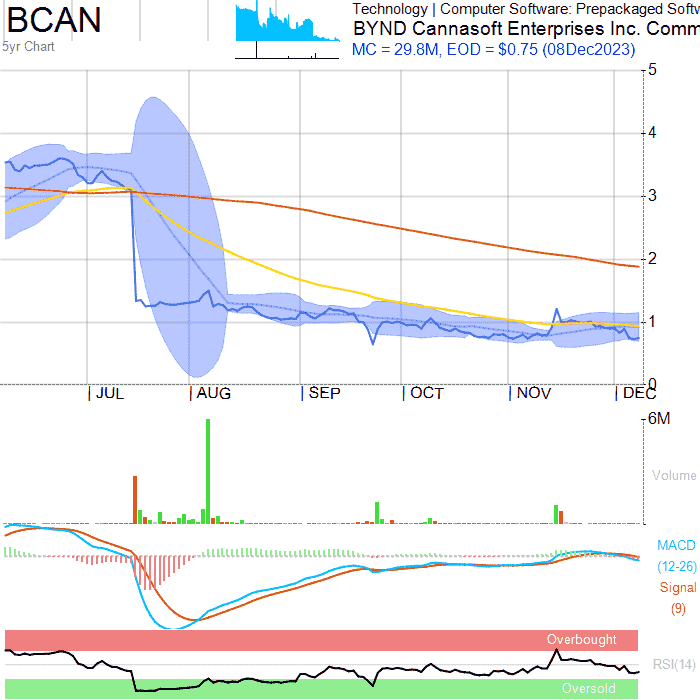 BCAN
5yr Chart
Technology | Computer Software: Prepackaged Softw
BYND Cannasoft Enterprises Inc. Comm
MC = 29.8M, EOD = $0.75 (08Dec2023)
5
4
3
2
1
0
JUL
AUG
SEP
OCT
NOV
DEC
6M
Volume
MACD
(12-26)
Signal
(9)
Overbought
RSI(14)
Oversold